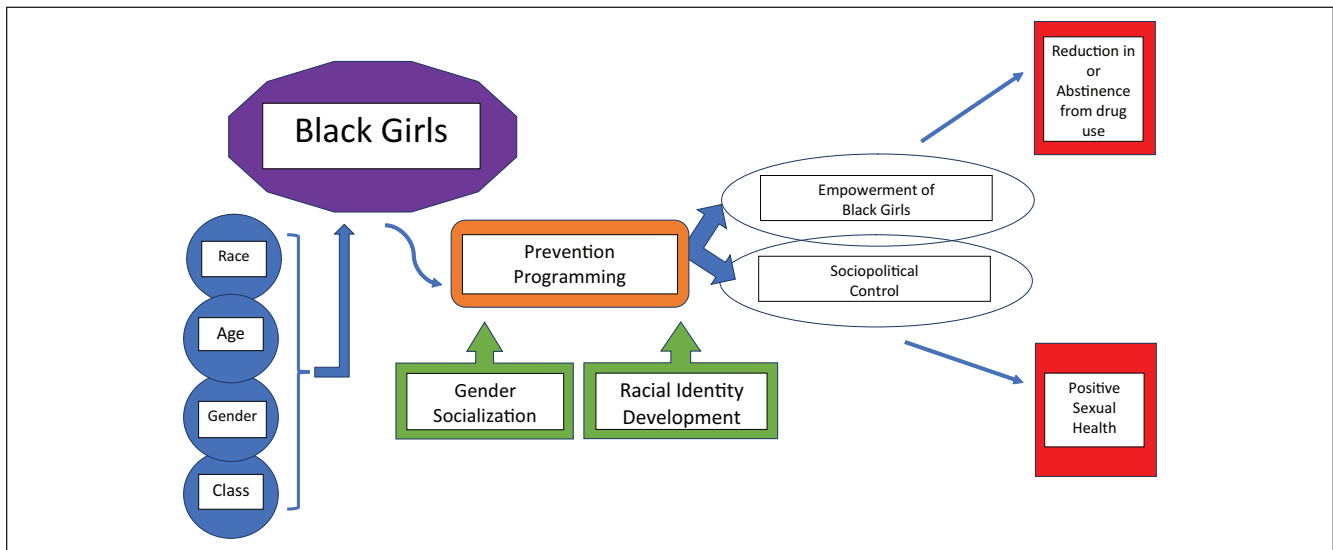 Black Girls
Race
Age
Gender
Class
Prevention
Programming
Gender
Socialization
Racial Identity
Development
Empowerment of
Black Girls
Sociopolitical
Control
Reduction in
or
Abstinence
from drug
use
Positive
Sexual
Health